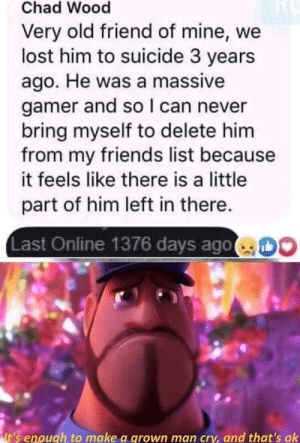 Chad Wood
Very old friend of mine, we
lost him to suicide 3 years
ago. He was a massive
gamer and so I can never
bring myself to delete him
from my friends list because
it feels like there is a little
part of him left in there.
Last Online 1376 days ago
It's enough to make a grown man cry, and that's ok